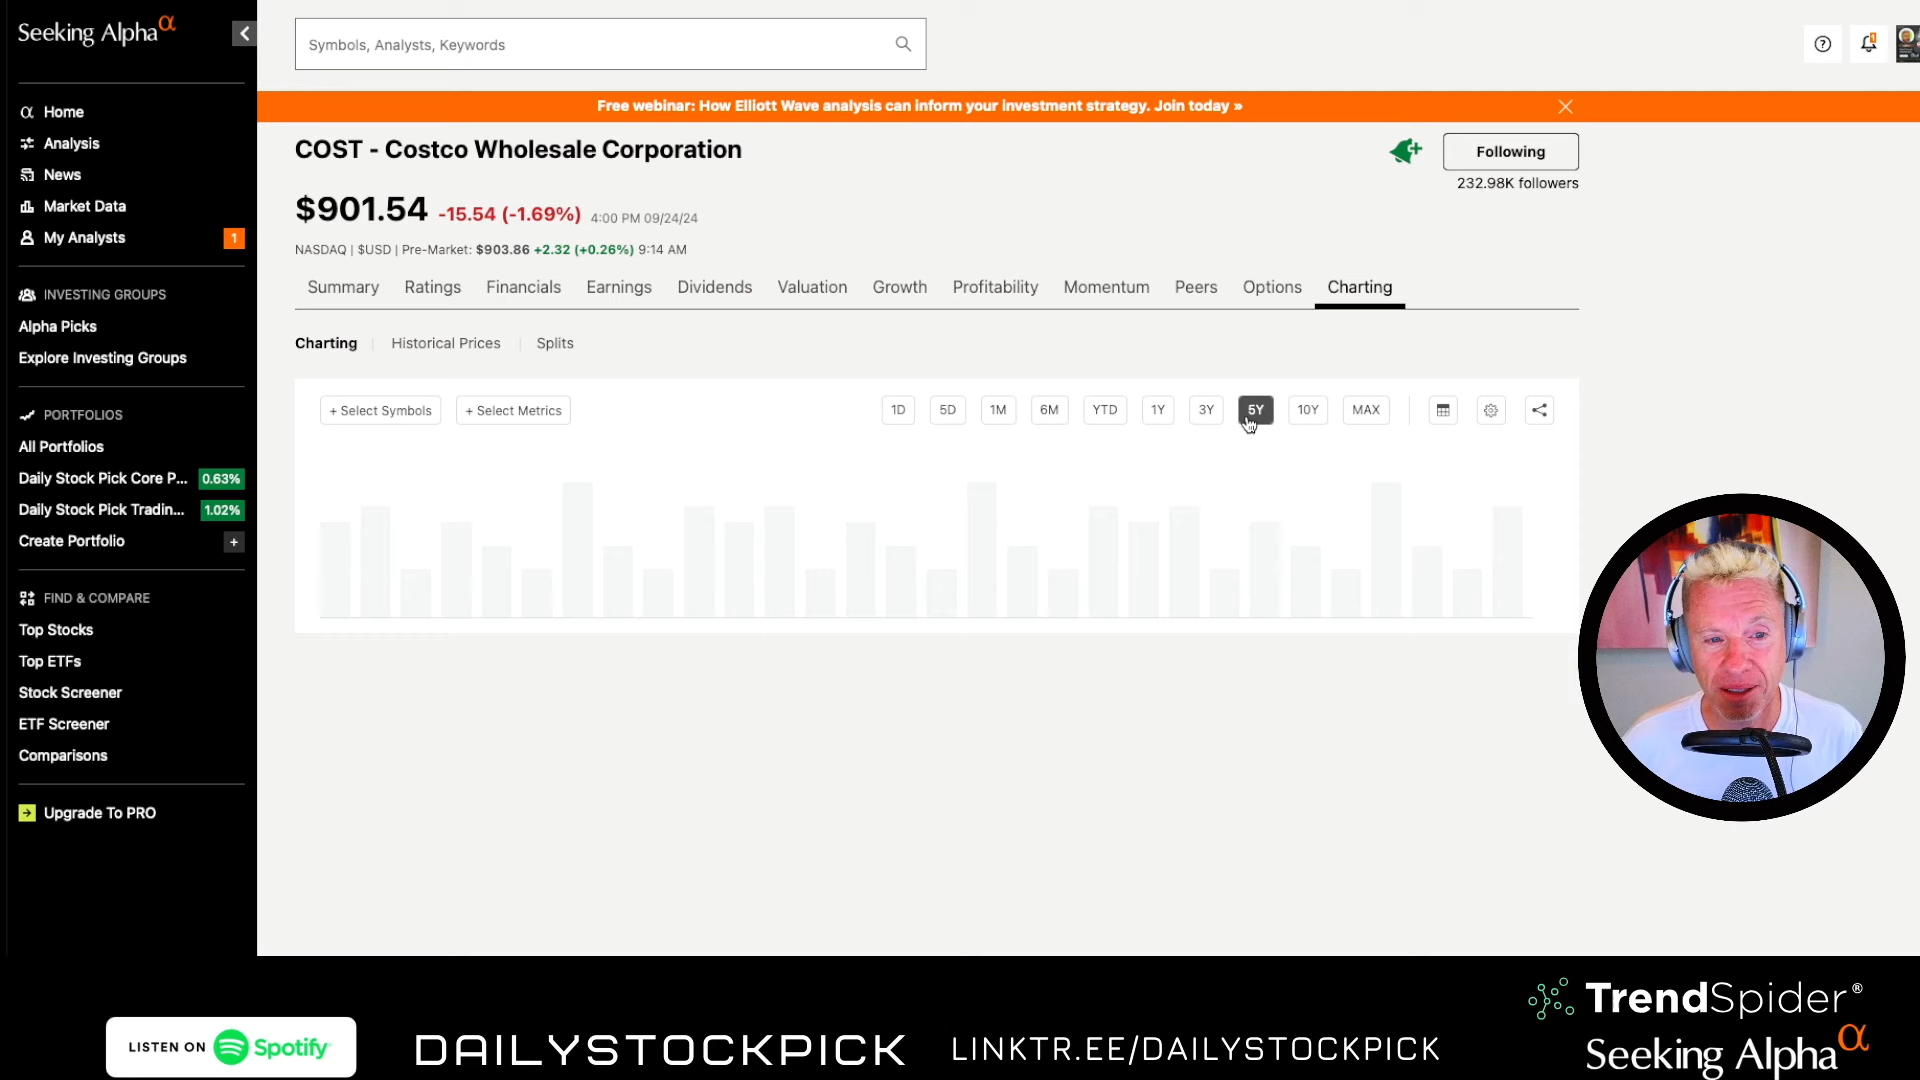 Seeking Alpha α
Symbols, Analysts, Keywords
Home
Analysis
News
Market Data
My Analysts 1
INVESTING GROUPS
Alpha Picks
Explore Investing Groups
PORTFOLIOS
All Portfolios
Daily Stock Pick Core P... 0.63%
Daily Stock Pick Tradin... 1.02%
Create Portfolio +
FIND & COMPARE
Top Stocks
Top ETFs
Stock Screener
ETF Screener
Comparisons
Upgrade To PRO
Free webinar: How Elliott Wave analysis can inform your investment strategy. Join today »
COST - Costco Wholesale Corporation
Following
232.98K followers
$901.54 -15.54 (-1.69%) 4:00 PM 09/24/24
NASDAQ | $USD | Pre-Market: $903.86 +2.32 (+0.26%) 9:14 AM
Summary Ratings Financials Earnings Dividends Valuation Growth Profitability Momentum Peers Options Charting
Charting | Historical Prices | Splits
+ Select Symbols + Select Metrics 1D 5D 1M 6M YTD 1Y 3Y 5Y 10Y MAX
LISTEN ON Spotify
DAILYSTOCKPICK
LINKTR.EE/DAILYSTOCKPICK
TrendSpider®
Seeking Alpha α